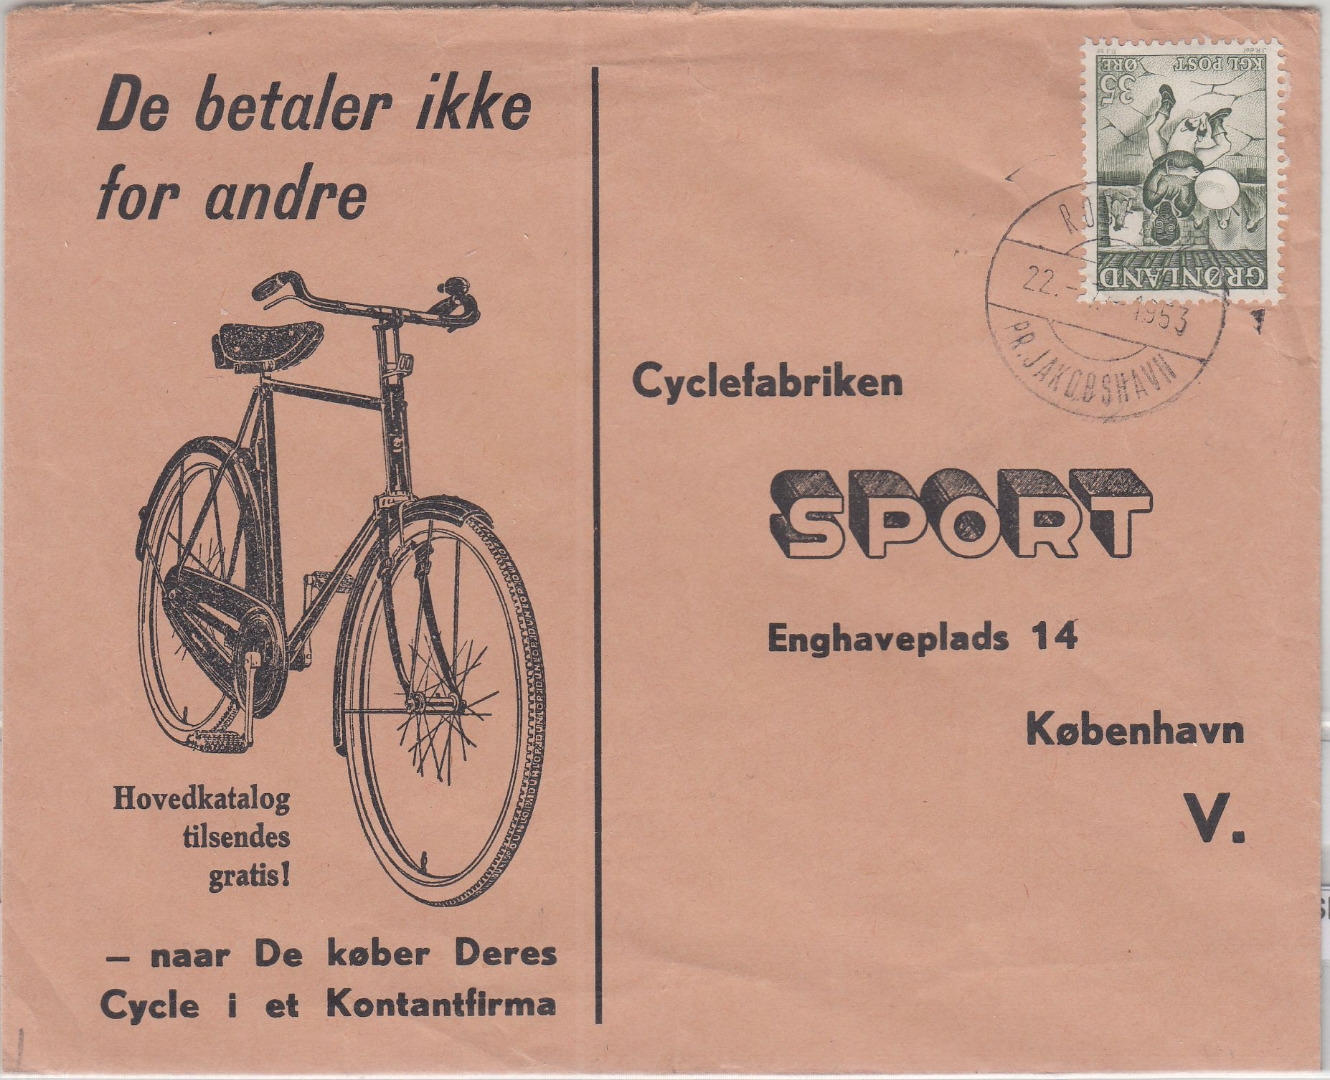 De betaler ikke
for andre
Hovedkatalog
tilsendes
gratis!
– naar De køber Deres
Cycle i et Kontantfirma
GRØNLAND
KGL. POST
35
ØRE
22.- -1953
PR. JAKOBSHAVN
Cyclefabriken
SPORT
Enghaveplads 14
København
V.